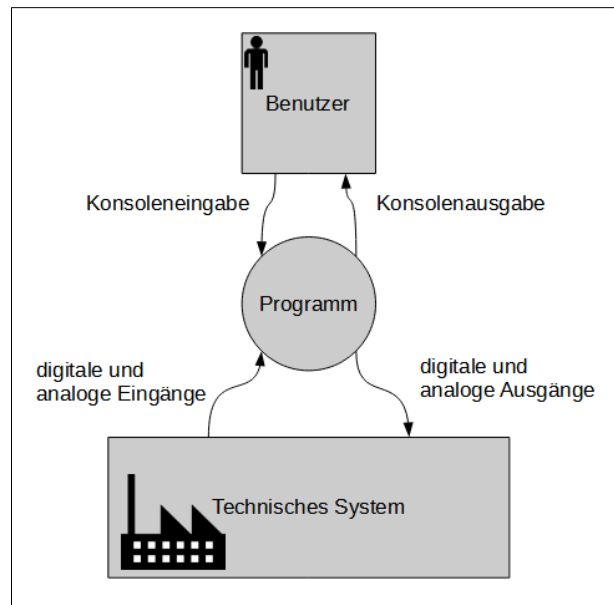 Benutzer
Konsoleneingabe
Konsolenausgabe
Programm
digitale und
analoge Eingänge
digitale und
analoge Ausgänge
Technisches System